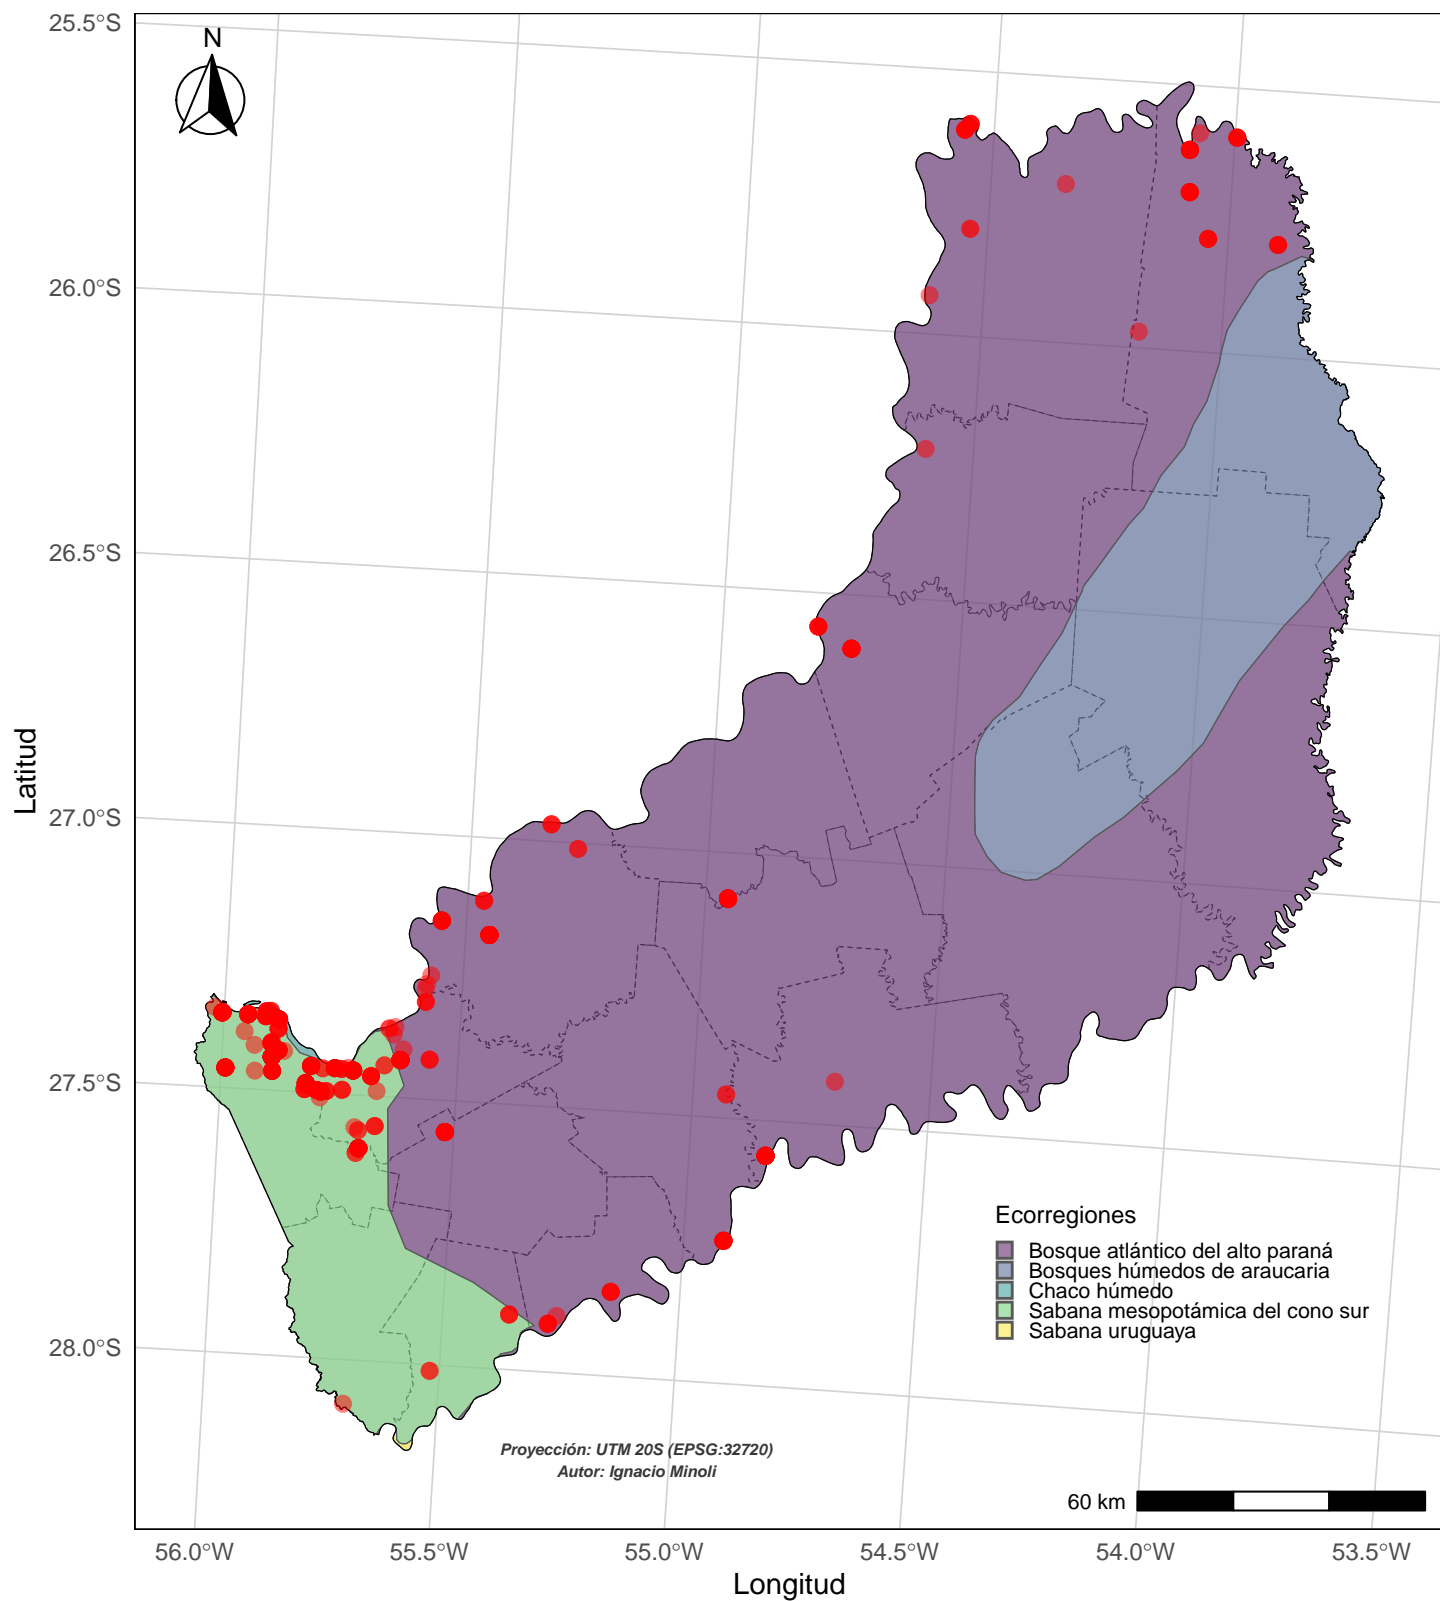 N
25.5°S
26.0°S
26.5°S
27.0°S
27.5°S
28.0°S
Latitud
Ecorregiones
Bosque atlántico del alto paraná
Bosques húmedos de araucaria
Chaco húmedo
Sabana mesopotámica del cono sur
Sabana uruguaya
Proyección: UTM 20S (EPSG:32720)
Autor: Ignacio Minoli
60 km
56.0°W
55.5°W
55.0°W
54.5°W
54.0°W
53.5°W
Longitud